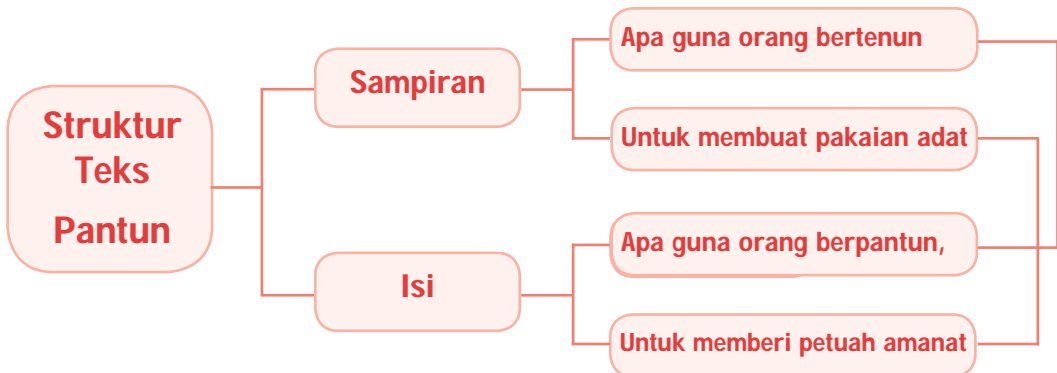 Struktur
Teks
Pantun
Sampiran
Apa guna orang bertenun
Untuk membuat pakaian adat
Isi
Apa guna orang berpantun,
Untuk memberi petuah amanat